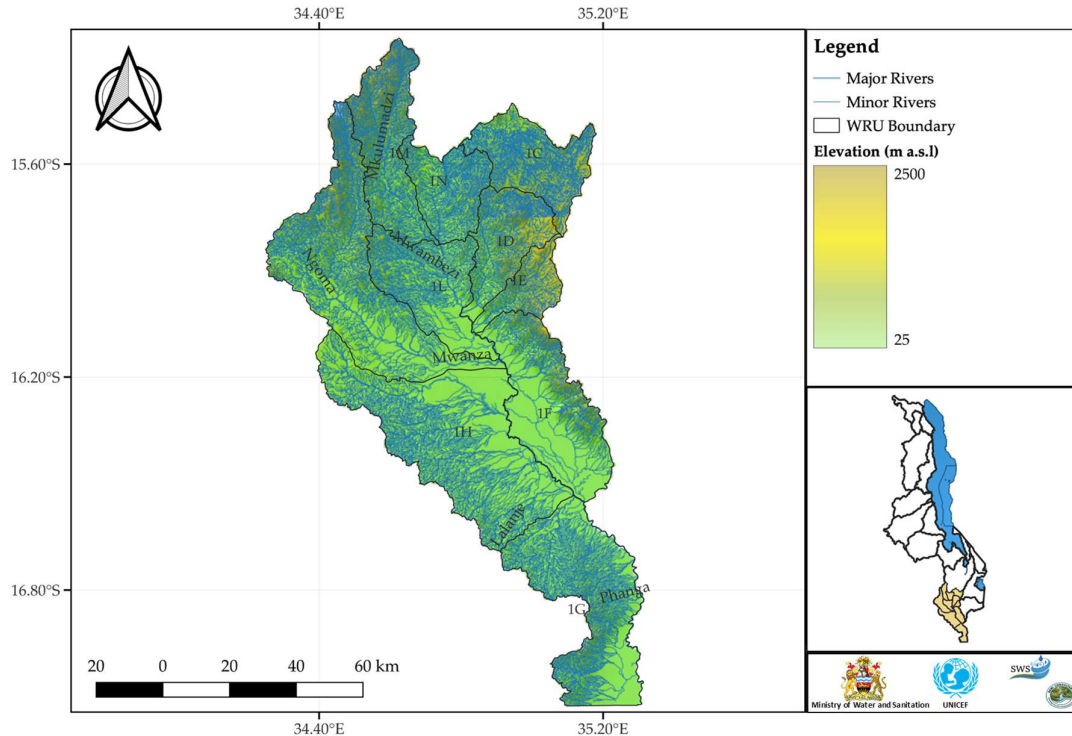 34.40°E
35.20°E
15.60°S
16.20°S
16.80°S
34.40°E
35.20°E
Mkulumadzi
1M
1N
1C
1D
1E
Mwambezi
1L
Ngoma
Mwanza
1F
1H
Lalanje
Phanga
1G
20 0 20 40 60 km
Legend
Major Rivers
Minor Rivers
WRU Boundary
Elevation (m a.s.l)
2500
25
Ministry of Water and Sanitation
UNICEF
SWS